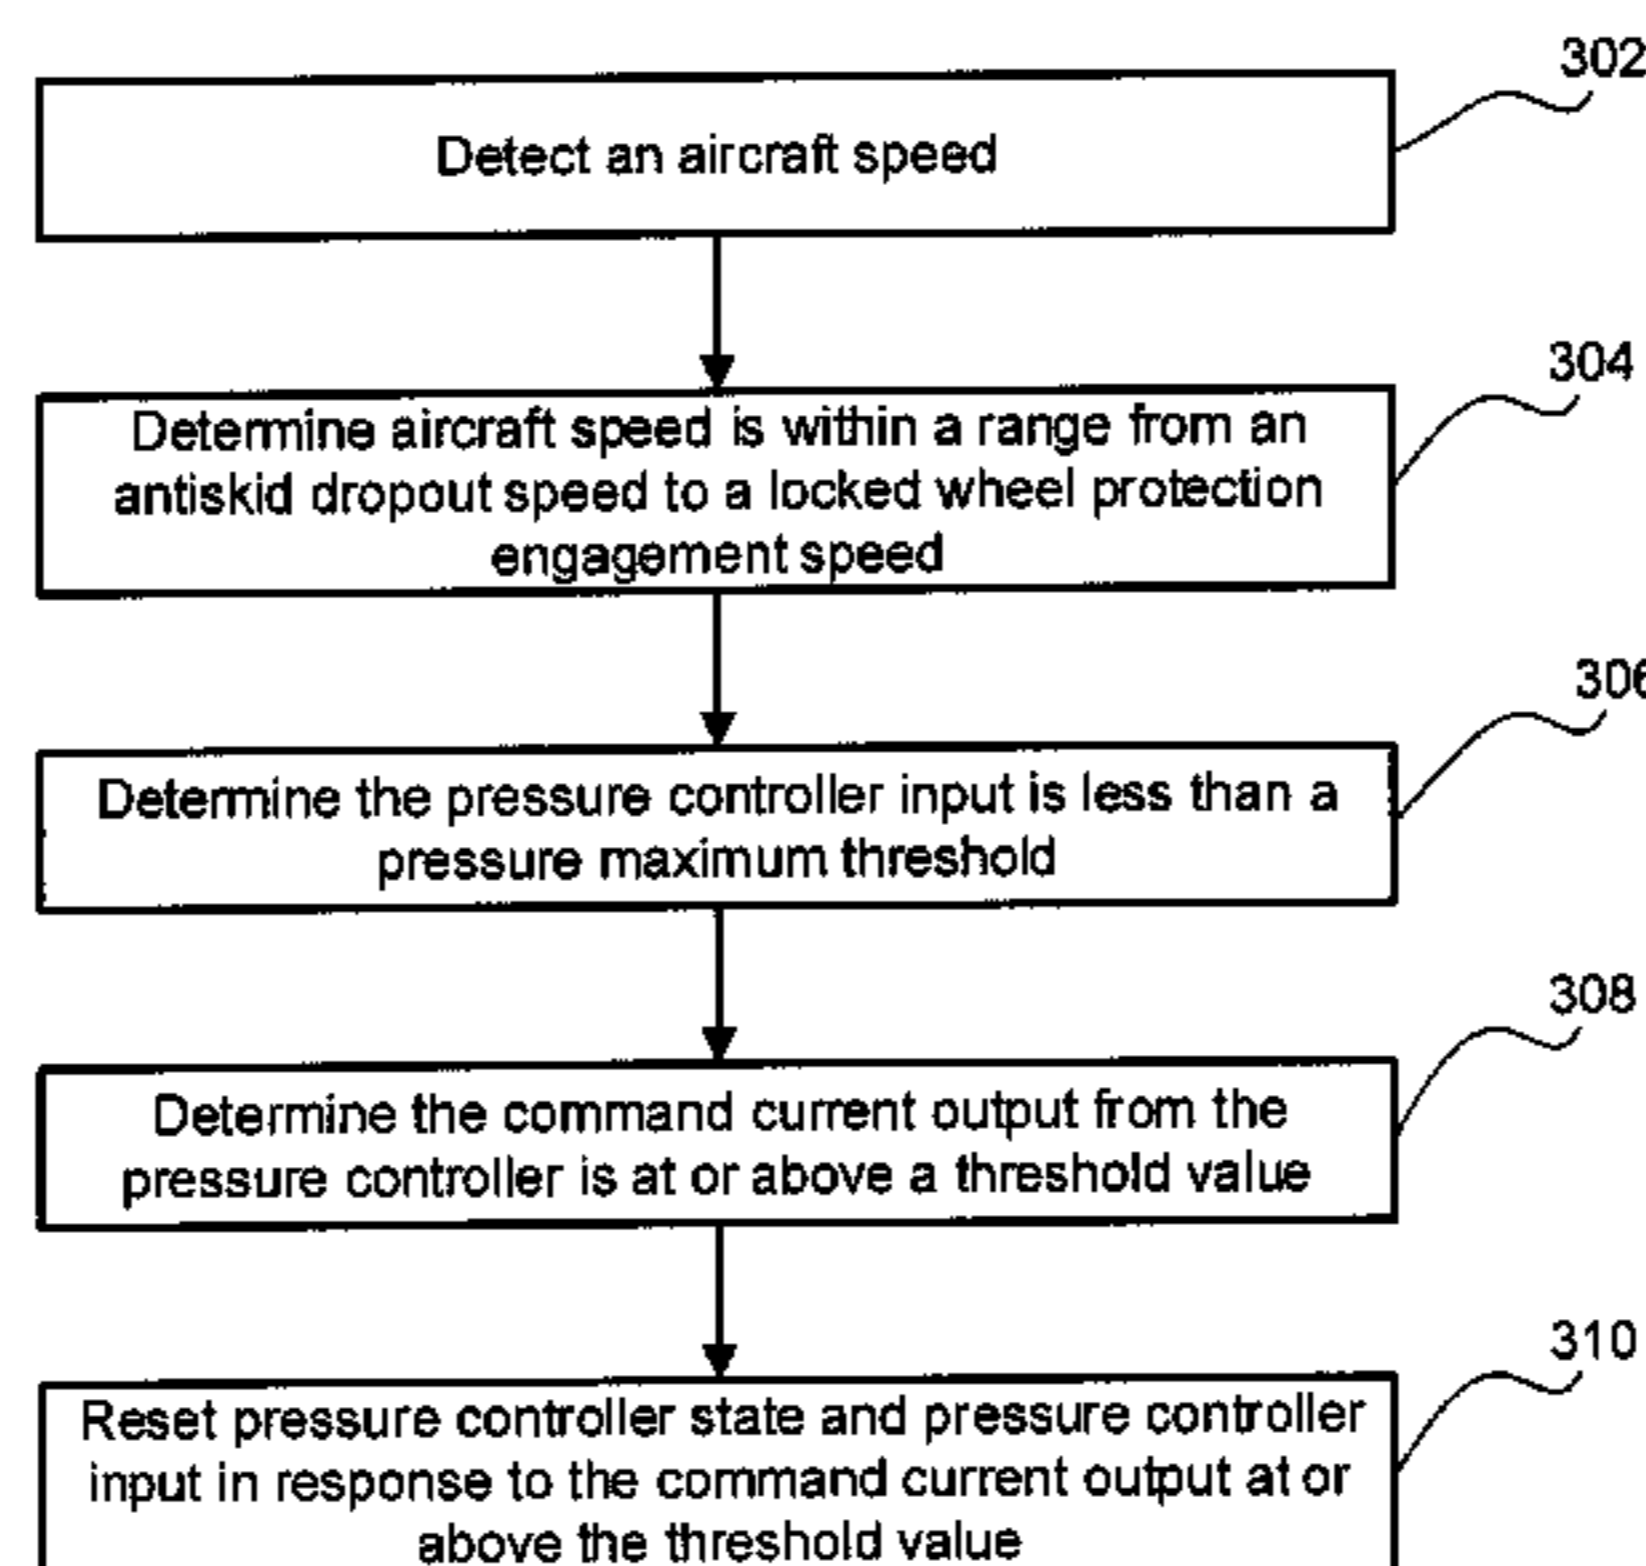 302
Detect an aircraft speed
304
Determine aircraft speed is within a range from an
antiskid dropout speed to a locked wheel protection
engagement speed
306
Determine the pressure controller input is less than a
pressure maximum threshold
308
Determine the command current output from the
pressure controller is at or above a threshold value
310
Reset pressure controller state and pressure controller
input in response to the command current output at or
above the threshold value